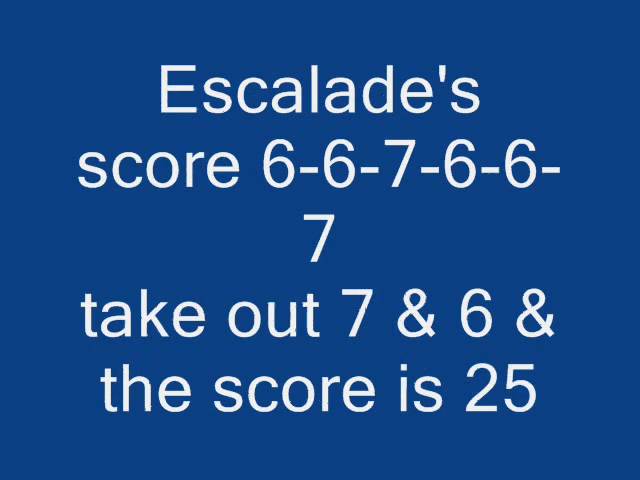 Escalade's
score 6-6-7-6-6-
7
take out 7 & 6 &
the score is 25